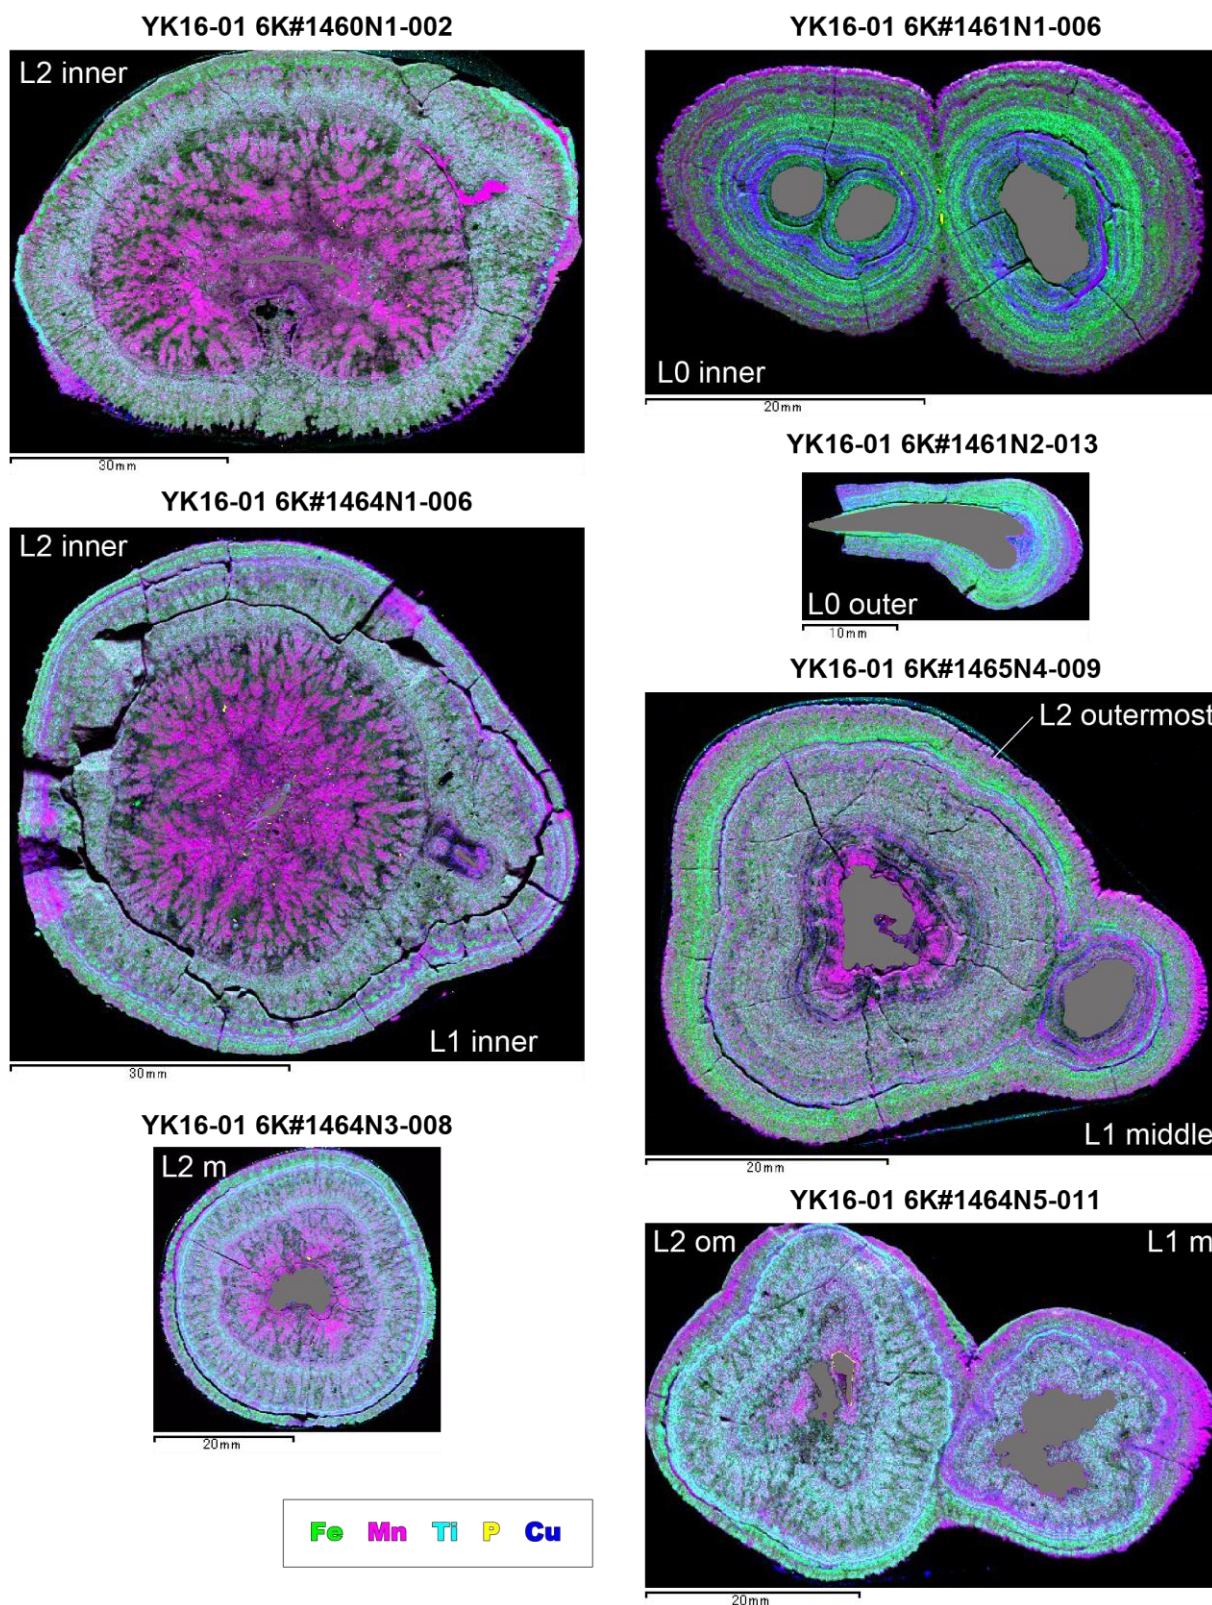 YK16-01 6K#1460N1-002
L2 inner
30mm
YK16-01 6K#1464N1-006
L2 inner
L1 inner
30mm
YK16-01 6K#1464N3-008
L2 m
20mm
Fe Mn Ti P Cu
YK16-01 6K#1461N1-006
L0 inner
20mm
YK16-01 6K#1461N2-013
L0 outer
10mm
YK16-01 6K#1465N4-009
L2 outermost
L1 middle
20mm
YK16-01 6K#1464N5-011
L2 om
L1 m
20mm